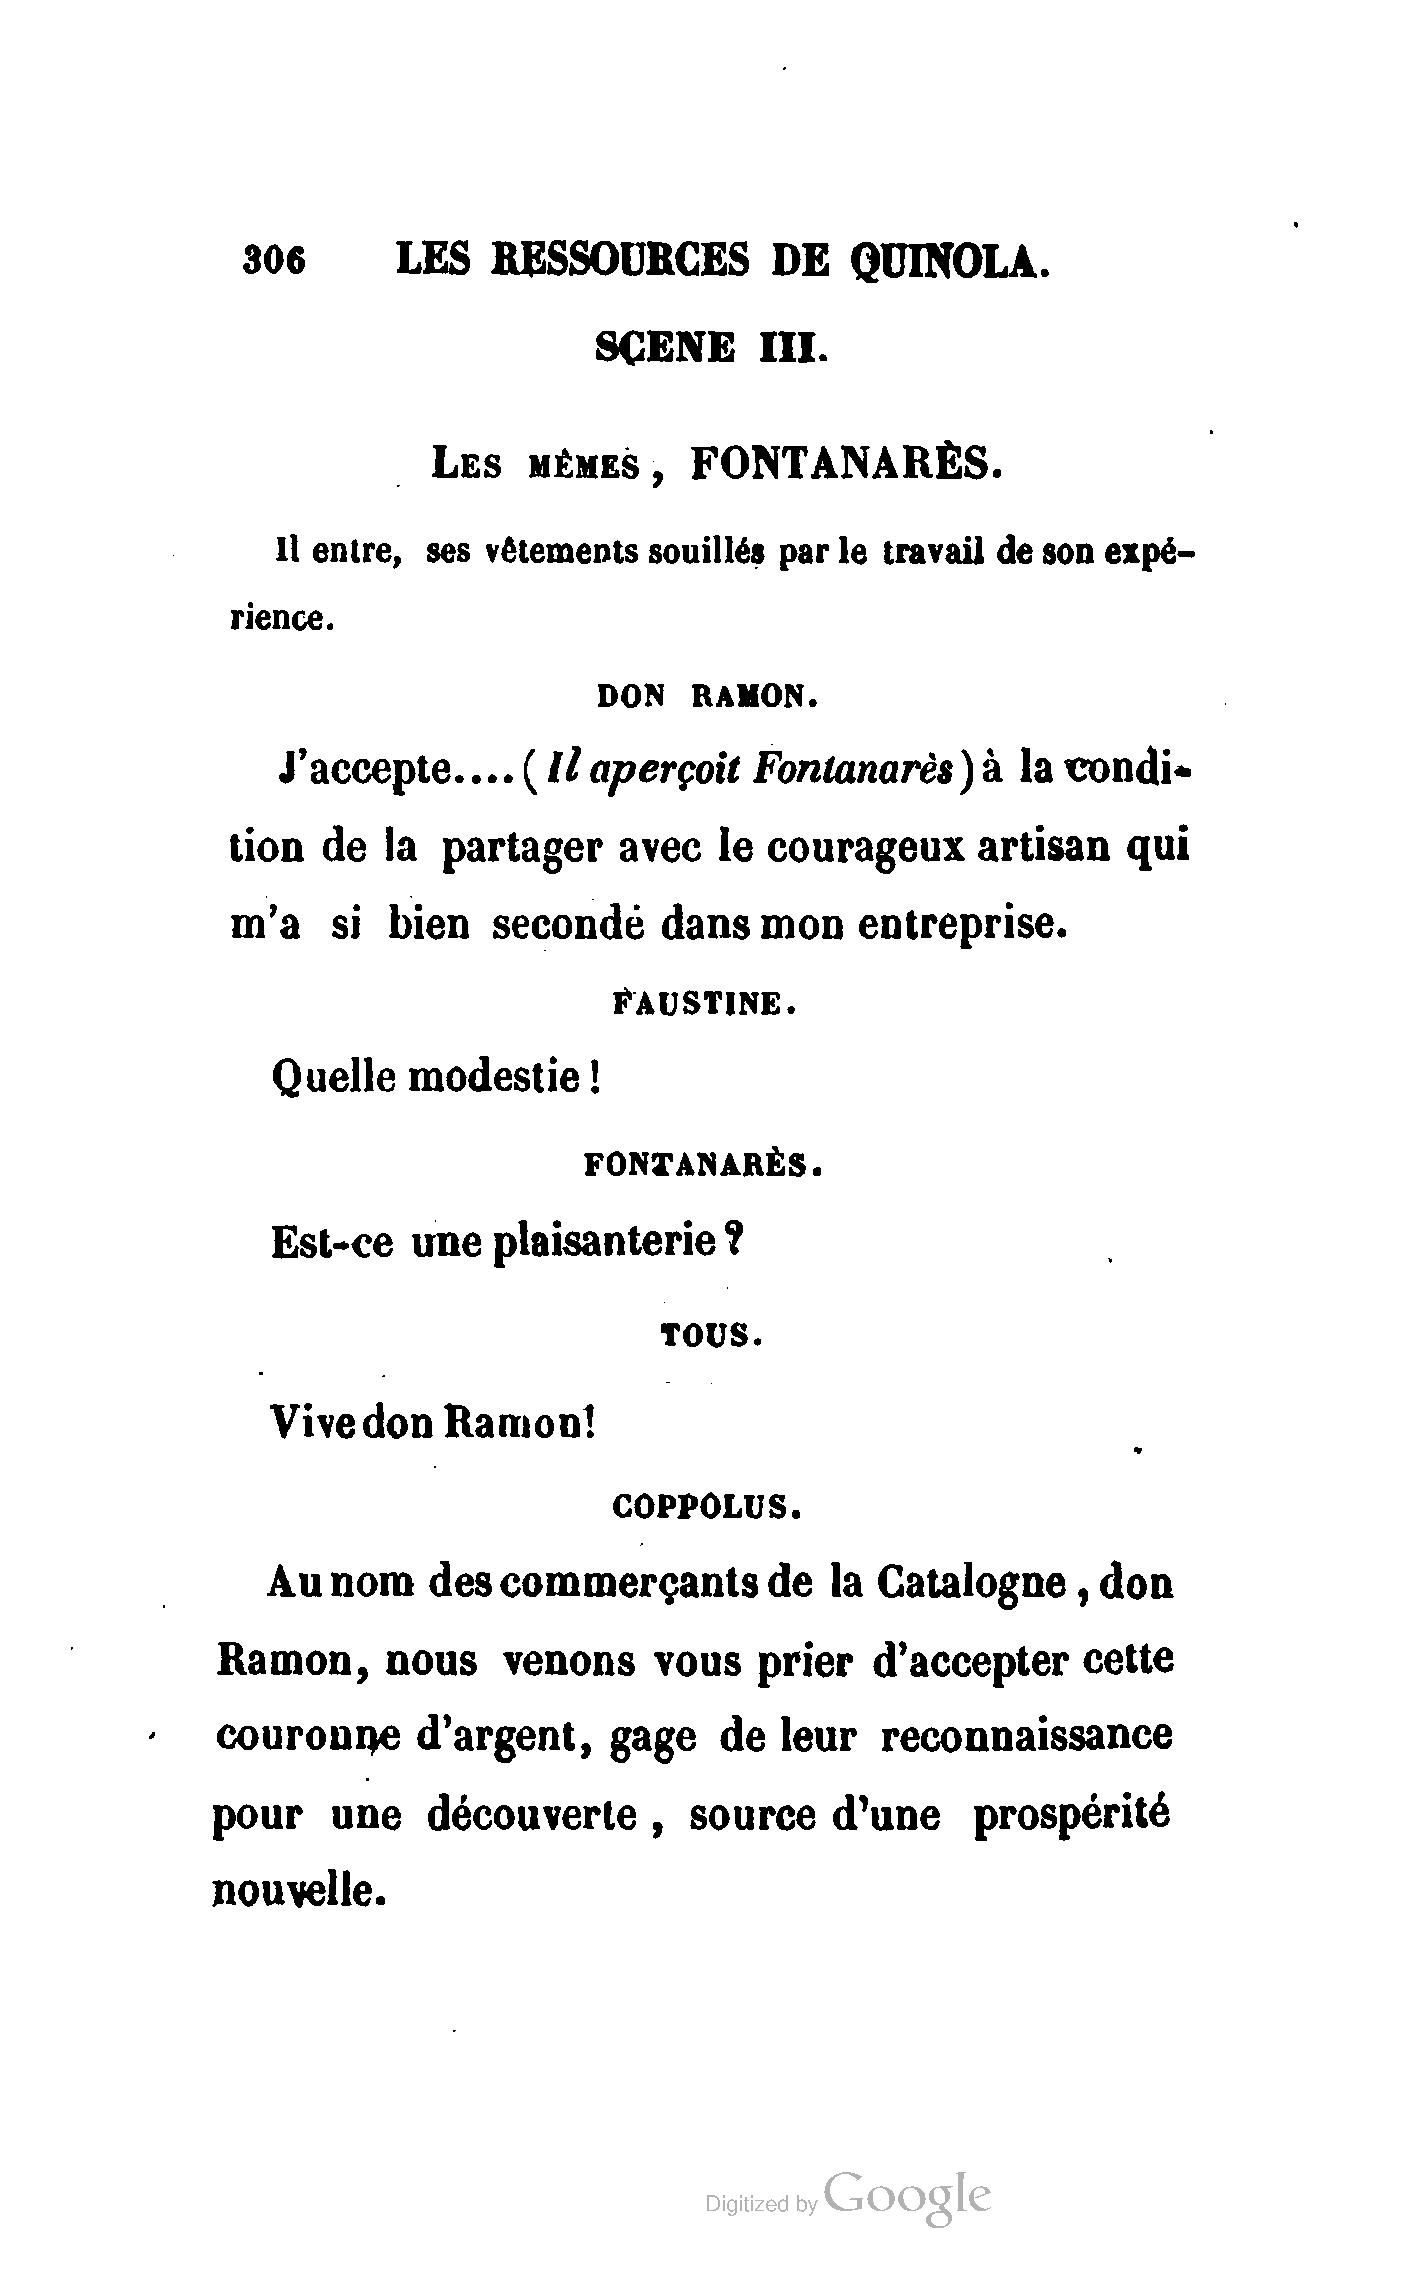 306 LES RESSOURCES DE QUINOLA.
SCENE III.
LES MÊMES, FONTANARÈS.
Il entre, ses vêtements souillés par le travail de son expé-
rience.
DON RAMON.
J'accepte.... (Il aperçoit Fontanarès) à la condi-
tion de la partager avec le courageux artisan qui
m'a si bien secondé dans mon entreprise.
FAUSTINE.
Quelle modestie !
FONTANARÈS.
Est-ce une plaisanterie ?
TOUS.
Vive don Ramon!
COPPOLUS.
Au nom des commerçants de la Catalogne, don
Ramon, nous venons vous prier d'accepter cette
couronne d'argent, gage de leur reconnaissance
pour une découverte, source d'une prospérité
nouvelle.
Digitized by Google